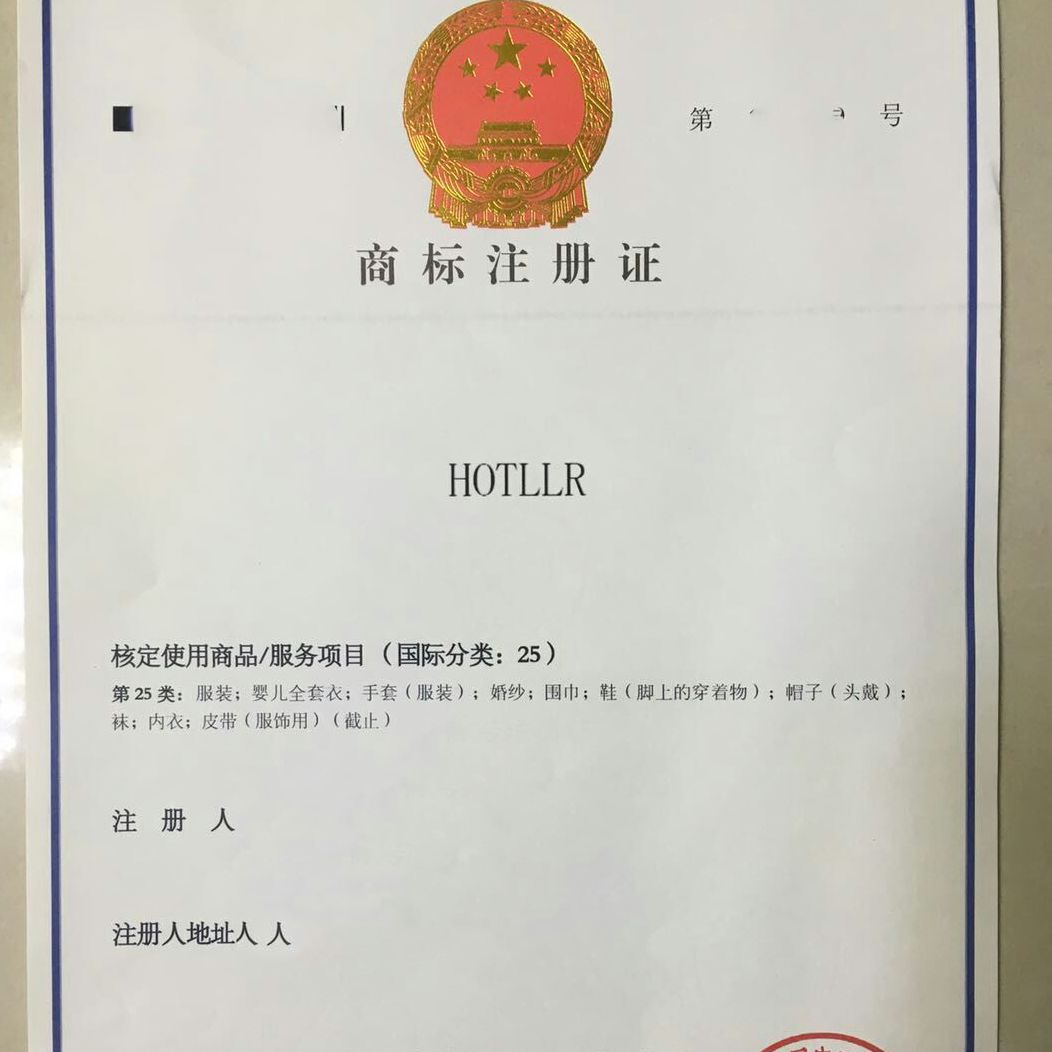 第 号
商标注册证
HOTLLR
核定使用商品/服务项目（国际分类：25）
第25类：服装；婴儿全套衣；手套（服装）；婚纱；围巾；鞋（脚上的穿着物）；帽子（头戴）；
袜；内衣；皮带（服饰用）（截止）
注册人
注册人地址人 人